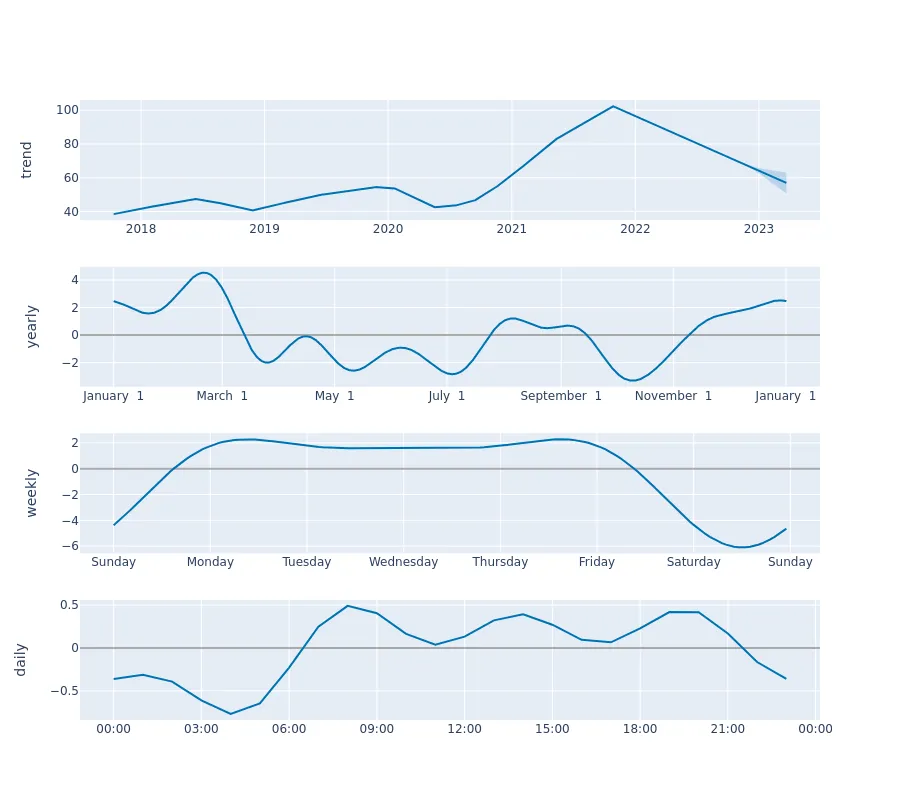 trend
100
80
60
40
2018 2019 2020 2021 2022 2023
yearly
4
2
0
−2
January 1 March 1 May 1 July 1 September 1 November 1 January 1
weekly
2
0
−2
−4
−6
Sunday Monday Tuesday Wednesday Thursday Friday Saturday Sunday
daily
0.5
0
−0.5
00:00 03:00 06:00 09:00 12:00 15:00 18:00 21:00 00:00